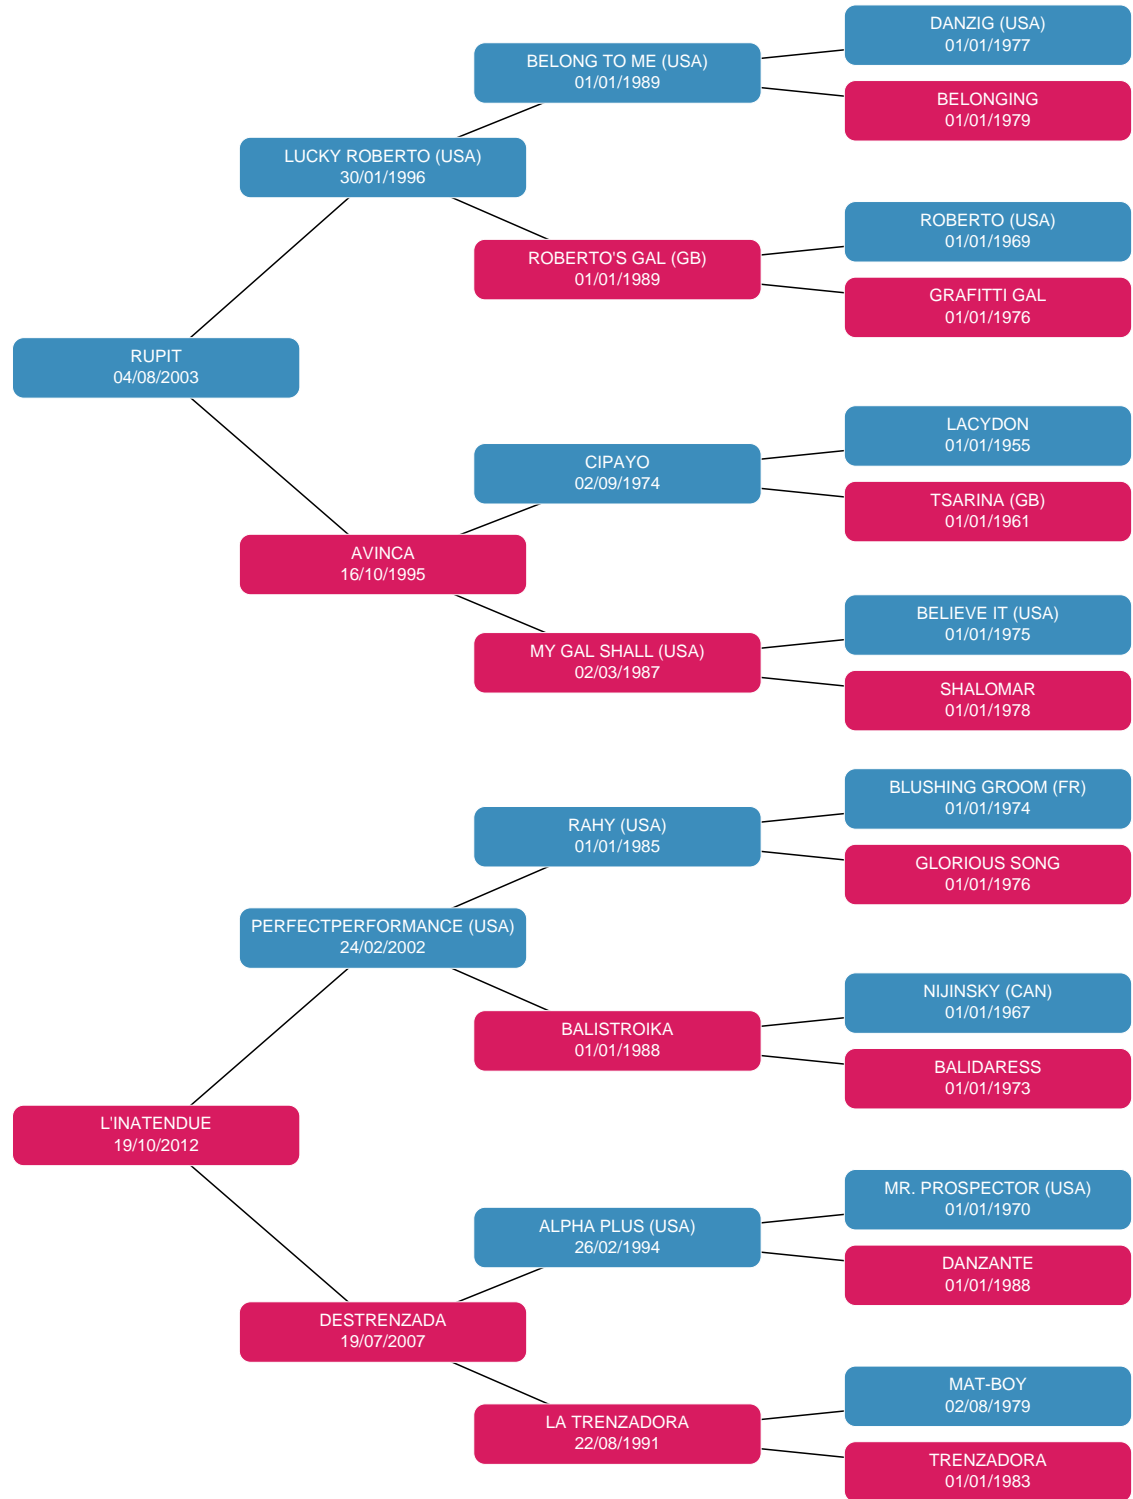 DANZIG (USA)
01/01/1977
BELONG TO ME (USA)
01/01/1989
BELONGING
01/01/1979
LUCKY ROBERTO (USA)
30/01/1996
ROBERTO (USA)
01/01/1969
ROBERTO'S GAL (GB)
01/01/1989
GRAFITTI GAL
01/01/1976
RUPIT
04/08/2003
LACYDON
01/01/1955
CIPAYO
02/09/1974
TSARINA (GB)
01/01/1961
AVINCA
16/10/1995
BELIEVE IT (USA)
01/01/1975
MY GAL SHALL (USA)
02/03/1987
SHALOMAR
01/01/1978
BLUSHING GROOM (FR)
01/01/1974
RAHY (USA)
01/01/1985
GLORIOUS SONG
01/01/1976
PERFECTPERFORMANCE (USA)
24/02/2002
NIJINSKY (CAN)
01/01/1967
BALISTROIKA
01/01/1988
BALIDARESS
01/01/1973
L'INATENDUE
19/10/2012
MR. PROSPECTOR (USA)
01/01/1970
ALPHA PLUS (USA)
26/02/1994
DANZANTE
01/01/1988
DESTRENZADA
19/07/2007
MAT-BOY
02/08/1979
LA TRENZADORA
22/08/1991
TRENZADORA
01/01/1983